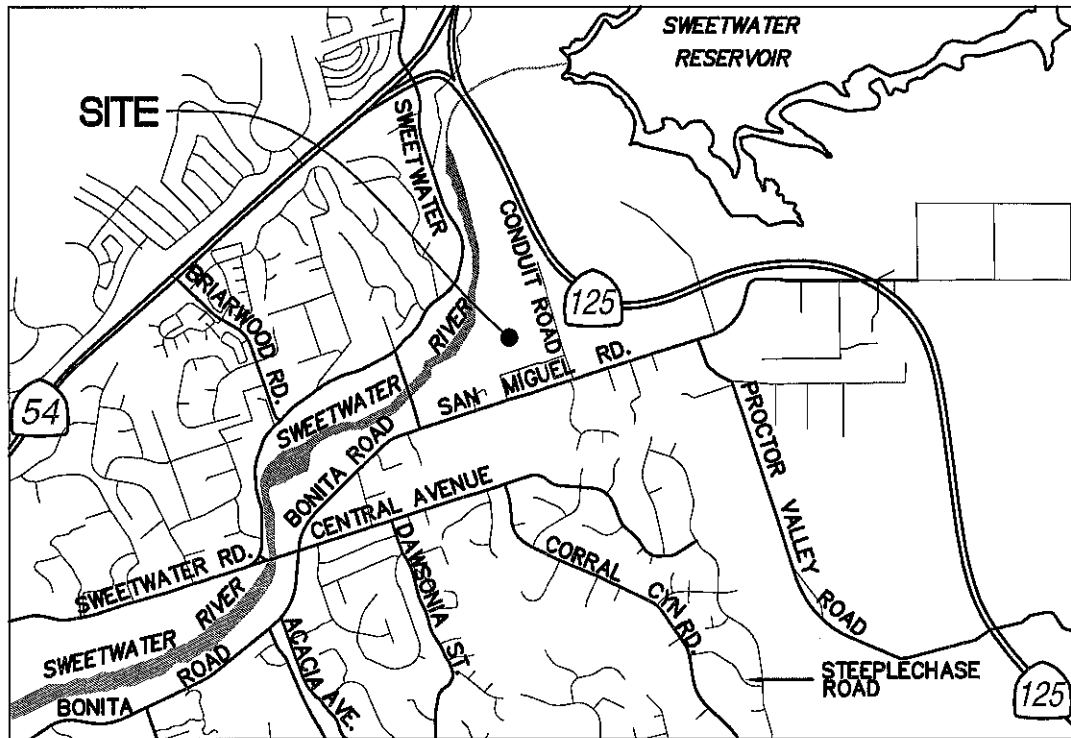 SWEETWATER
RESERVOIR
SITE
SWEETWATER
CONDUIT ROAD
125
BRIARWOOD RD.
RIVER
SAN MIGUEL RD.
54
SWEETWATER
BONITA ROAD
PROCTOR VALLEY ROAD
CENTRAL AVENUE
DAWSONIA ST.
CORRAL CYN RD.
SWEETWATER RD.
SWEETWATER RIVER
ACACIA AVE.
STEEPLECHASE
ROAD
BONITA ROAD
125